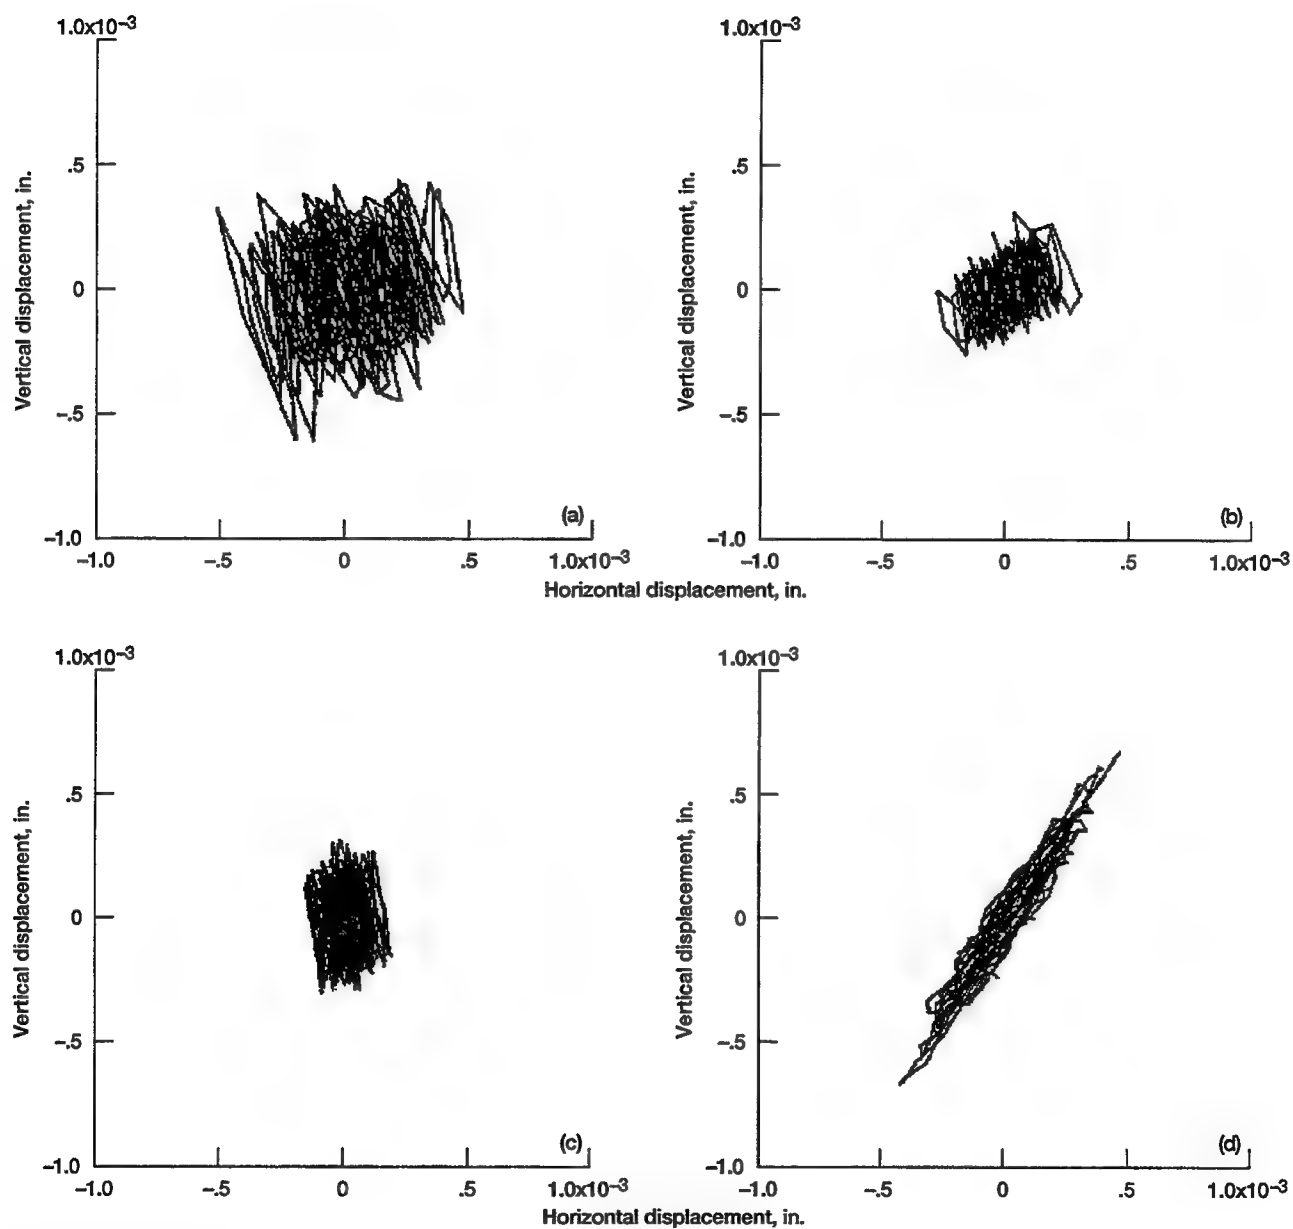 1.0x10–3
.5
0
–.5
–1.0
Vertical displacement, in.
(a)
–1.0 –.5 0 .5 1.0x10–3
1.0x10–3
.5
0
–.5
–1.0
Vertical displacement, in.
(b)
–1.0 –.5 0 .5 1.0x10–3
Horizontal displacement, in.
1.0x10–3
.5
0
–.5
–1.0
Vertical displacement, in.
(c)
–1.0 –.5 0 .5 1.0x10–3
1.0x10–3
.5
0
–.5
–1.0
Vertical displacement, in.
(d)
–1.0 –.5 0 .5 1.0x10–3
Horizontal displacement, in.